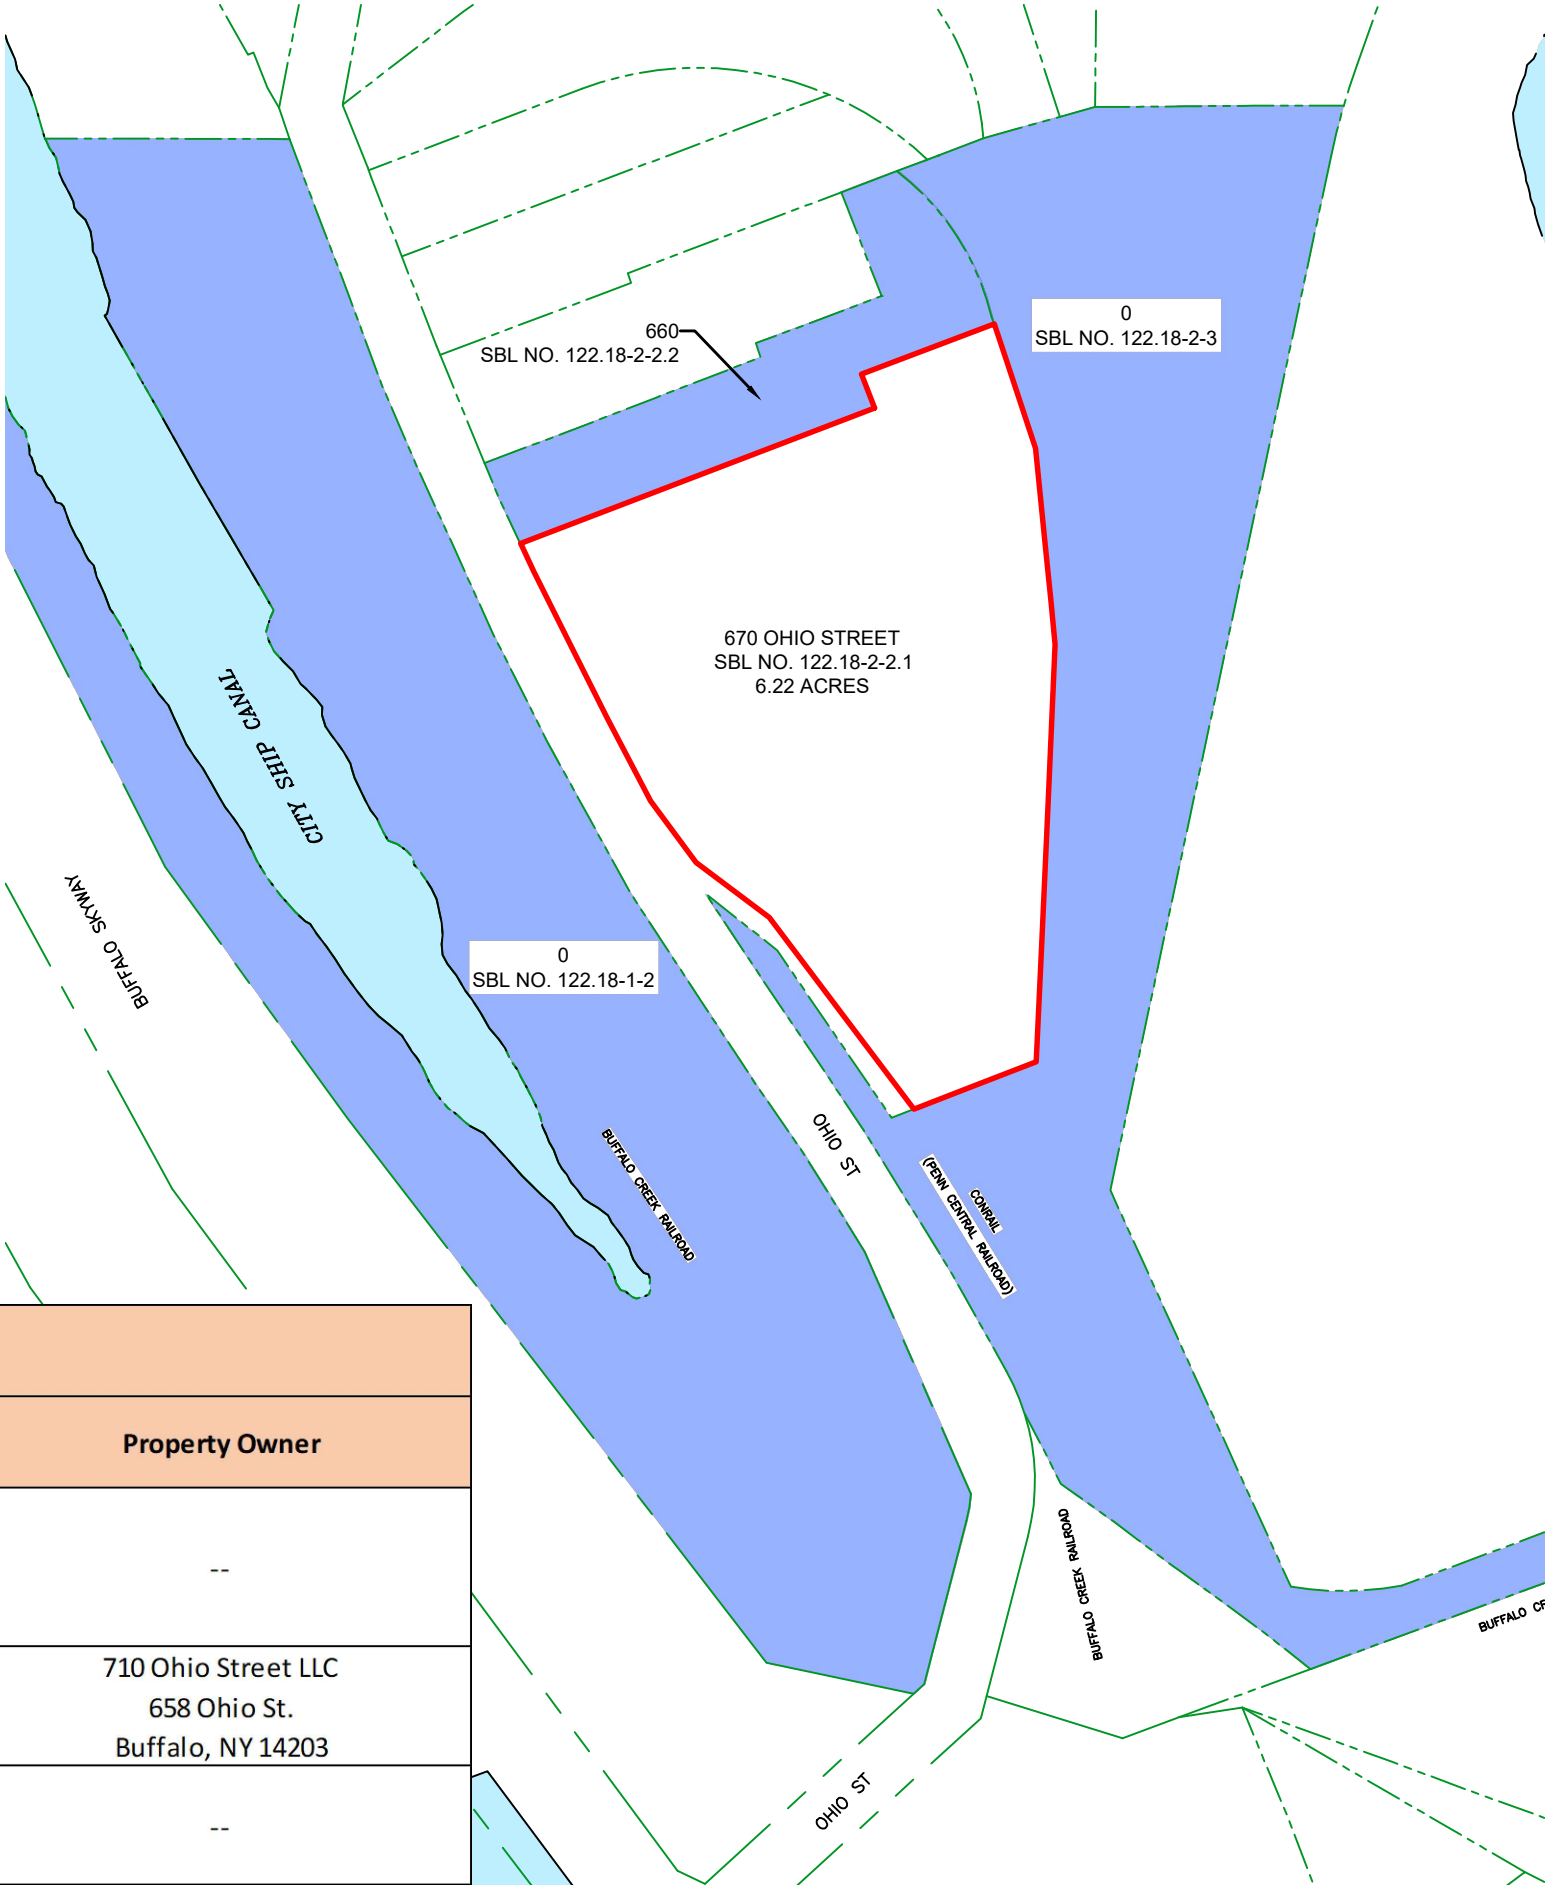 0
SBL NO. 122.18-2-3
660
SBL NO. 122.18-2-2.2
670 OHIO STREET
SBL NO. 122.18-2-2.1
6.22 ACRES
CITY SHIP CANAL
BUFFALO SKYWAY
0
SBL NO. 122.18-1-2
BUFFALO CREEK RAILROAD
OHIO ST
CONRAIL
(PENN CENTRAL RAILROAD)
Property Owner
--
710 Ohio Street LLC
658 Ohio St.
Buffalo, NY 14203
--
BUFFALO CREEK RAILROAD
BUFFALO
OHIO ST